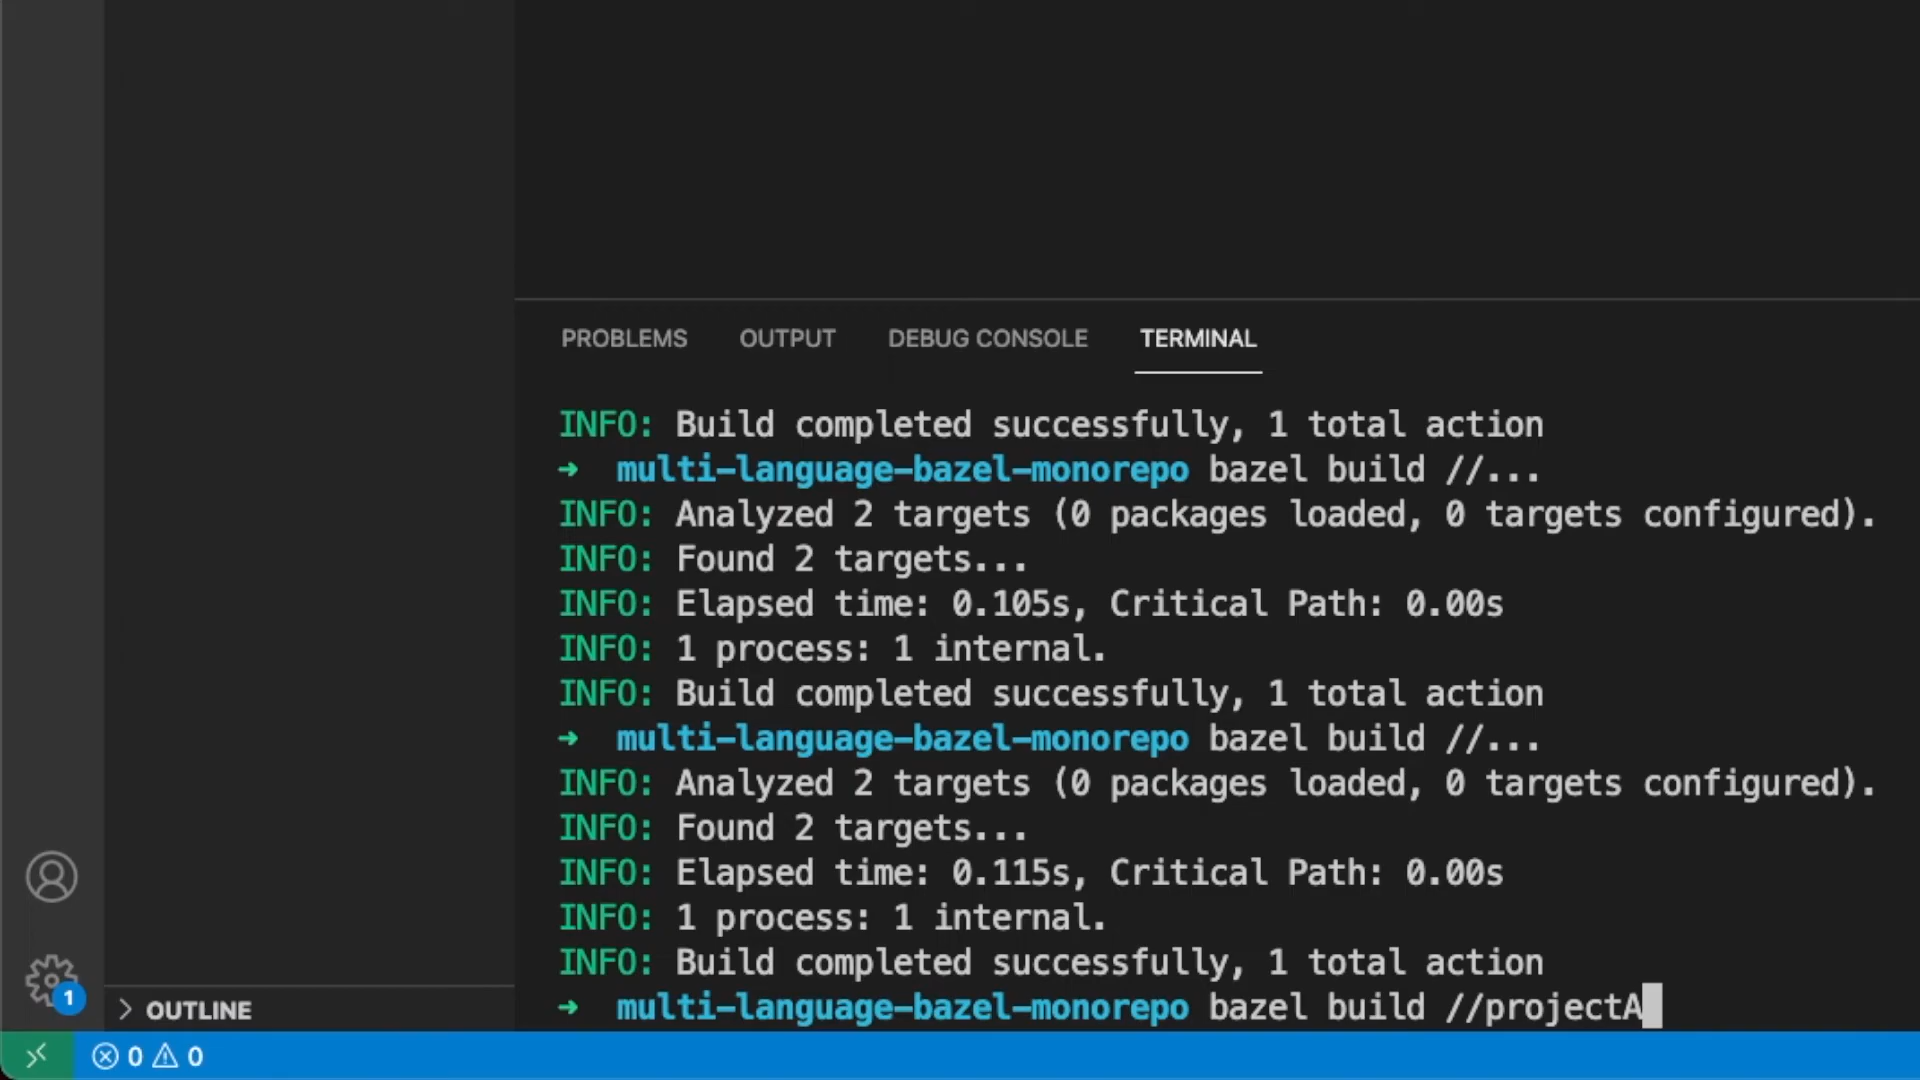 PROBLEMS OUTPUT DEBUG CONSOLE TERMINAL
INFO: Build completed successfully, 1 total action
→ multi-language-bazel-monorepo bazel build //...
INFO: Analyzed 2 targets (0 packages loaded, 0 targets configured).
INFO: Found 2 targets...
INFO: Elapsed time: 0.105s, Critical Path: 0.00s
INFO: 1 process: 1 internal.
INFO: Build completed successfully, 1 total action
→ multi-language-bazel-monorepo bazel build //...
INFO: Analyzed 2 targets (0 packages loaded, 0 targets configured).
INFO: Found 2 targets...
INFO: Elapsed time: 0.115s, Critical Path: 0.00s
INFO: 1 process: 1 internal.
INFO: Build completed successfully, 1 total action
→ multi-language-bazel-monorepo bazel build //projectA
1
OUTLINE
0 0